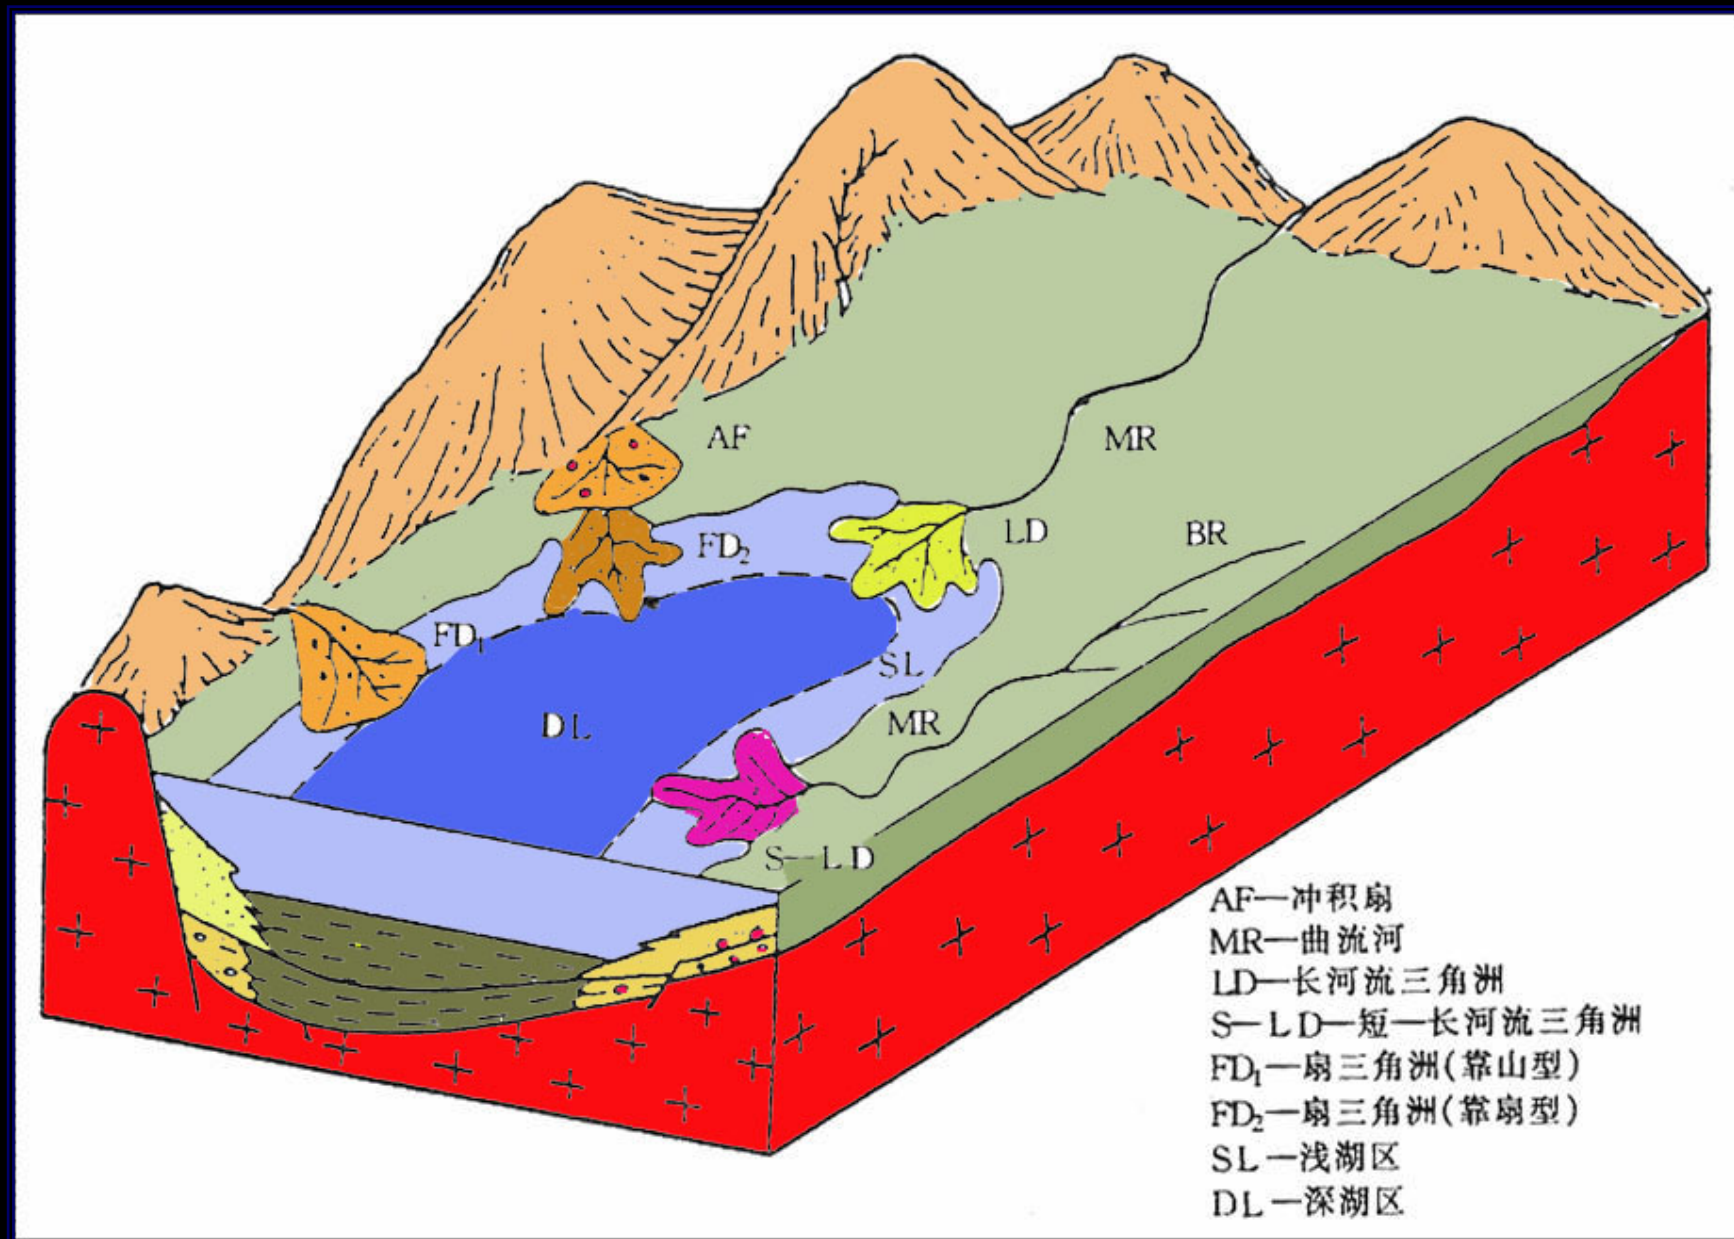 AF
MR
LD
BR
FD₂
FD₁
SL
DL
MR
S—LD
AF—冲积扇
MR—曲流河
LD—长河流三角洲
S—LD—短—长河流三角洲
FD₁—扇三角洲(靠山型)
FD₂—扇三角洲(靠扇型)
SL—浅湖区
DL—深湖区